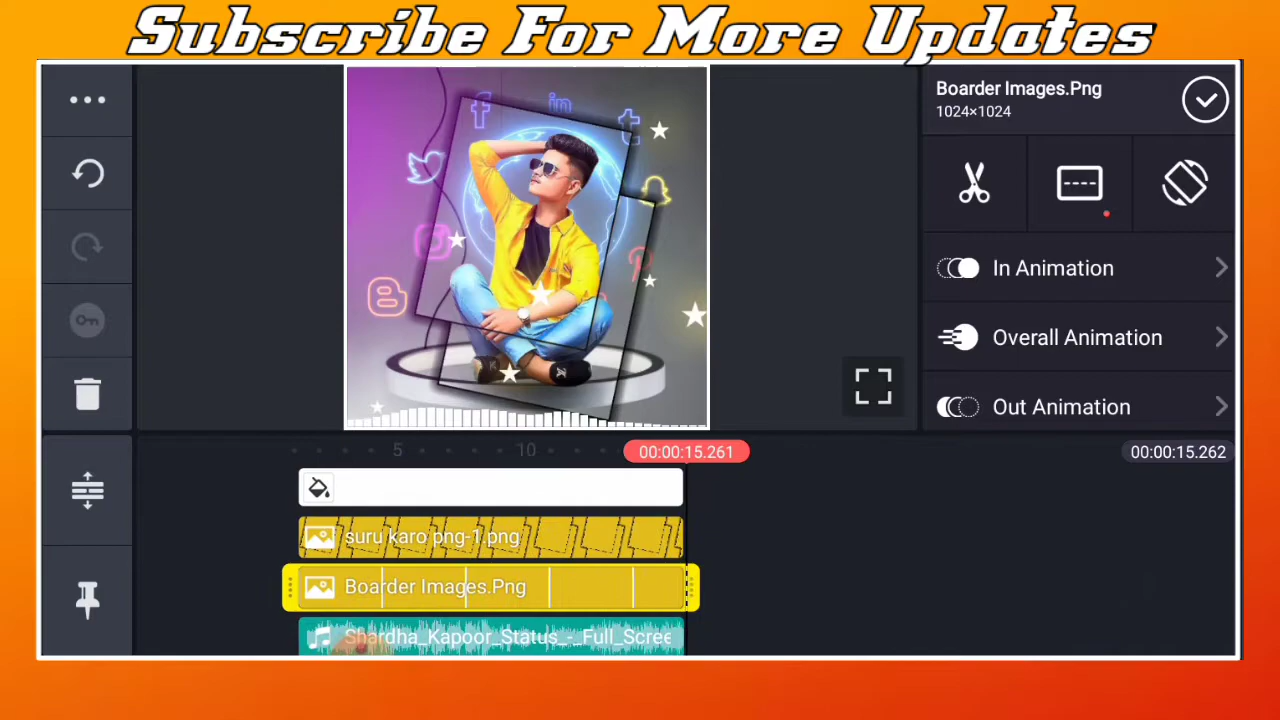 Subscribe For More Updates
Boarder Images.Png
1024×1024
In Animation
Overall Animation
Out Animation
5
10
00:00:15.261
00:00:15.262
suru karo png-1.png
Boarder Images.Png
Shardha_Kapoor_Status_-_Full_Scree